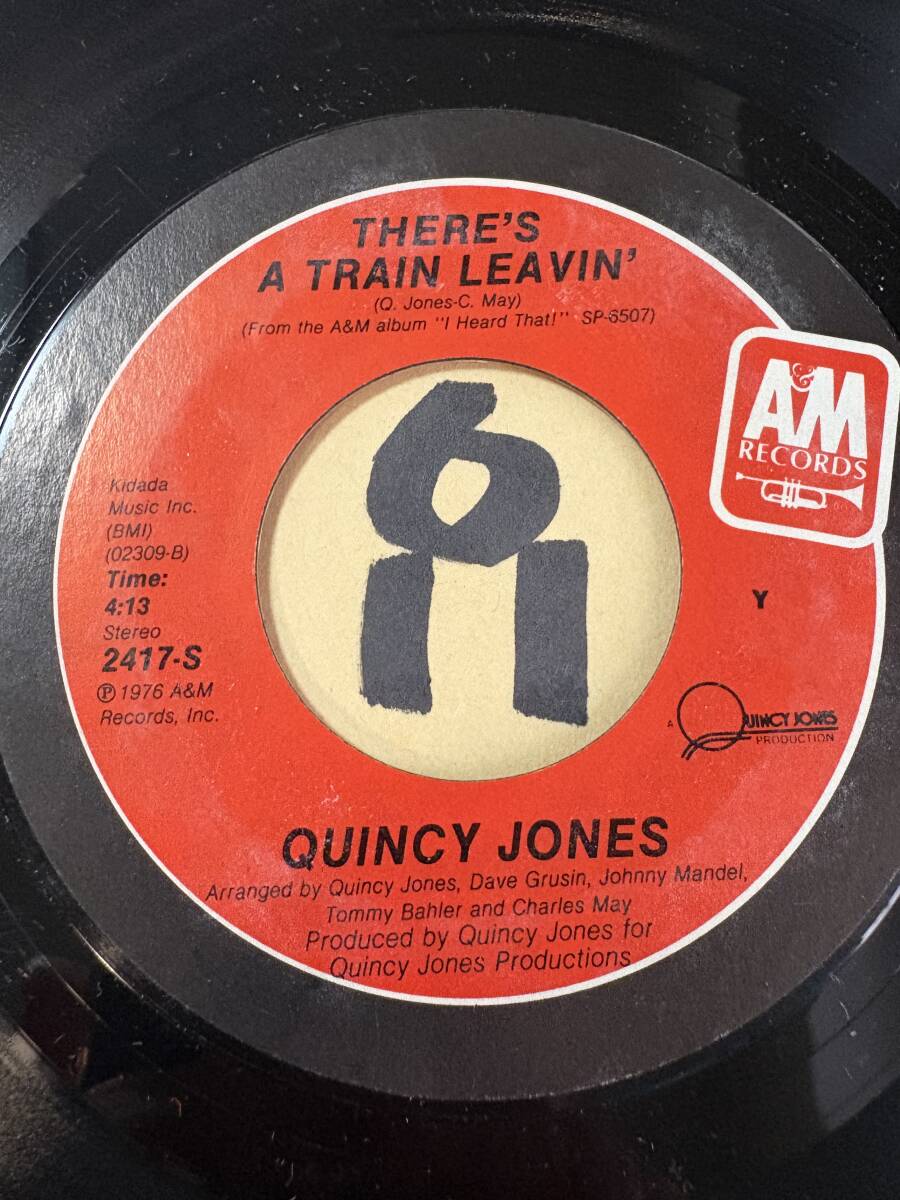 THERE'S
A TRAIN LEAVIN'
(Q. Jones-C. May)
(From the A&M album "I Heard That!" SP-6507)
A&M
RECORDS
Kidada
Music Inc.
(BMI)
(02309-B)
Time:
4:13
Stereo
2417-S
Ⓟ 1976 A&M
Records, Inc.
6
11
Y
A QUINCY JONES
PRODUCTION
QUINCY JONES
Arranged by Quincy Jones, Dave Grusin, Johnny Mandel,
Tommy Bahler and Charles May
Produced by Quincy Jones for
Quincy Jones Productions